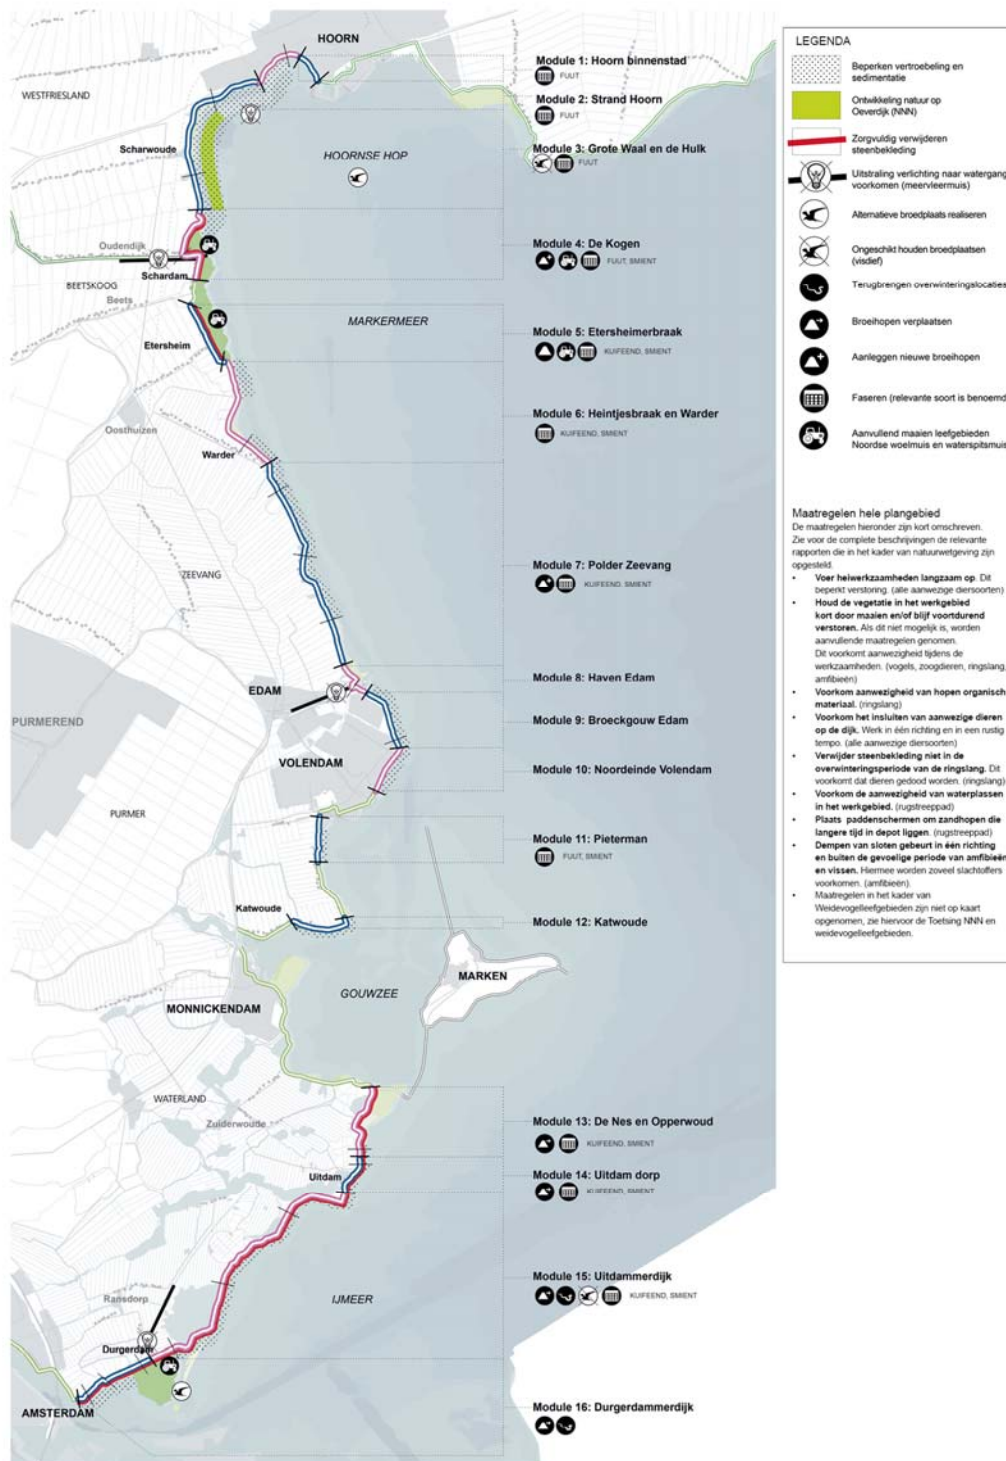 HOORN
WESTFRIESLAND
Scharwoude
HOORNSE HOP
Oudendijk
Schardam
BEETSKOOG
Beets
MARKERMEER
Etersheim
Oosthuizen
Warder
ZEEVANG
EDAM
PURMEREND
VOLENDAM
PURMER
Katwoude
MARKEN
GOUWZEE
MONNICKENDAM
WATERLAND
Zuiderwoude
Uitdam
Ransdorp
IJMEER
Durgerdam
AMSTERDAM
Module 1: Hoorn binnenstad
FUUT
Module 2: Strand Hoorn
FUUT
Module 3: Grote Waal en de Hulk
FUUT
Module 4: De Kogen
FUUT, SMIENT
Module 5: Etersheimerbraak
KUIFEEND, SMIENT
Module 6: Heintjesbraak en Warder
KUIFEEND, SMIENT
Module 7: Polder Zeevang
KUIFEEND, SMIENT
Module 8: Haven Edam
Module 9: Broeckgouw Edam
Module 10: Noordeinde Volendam
Module 11: Pieterman
FUUT, SMIENT
Module 12: Katwoude
Module 13: De Nes en Opperwoud
KUIFEEND, SMIENT
Module 14: Uitdam dorp
KUIFEEND, SMIENT
Module 15: Uitdammerdijk
KUIFEEND, SMIENT
Module 16: Durgerdammerdijk
LEGENDA
Beperken vertroebeling en
sedimentatie
Ontwikkeling natuur op
Oeverdijk (NNN)
Zorgvuldig verwijderen
steenbekleding
Uitstraling verlichting naar watergang
voorkomen (meervleermuis)
Alternatieve broedplaats realiseren
Ongeschikt houden broedplaatsen
(visdief)
Terugbrengen overwinteringslocaties
Broeihopen verplaatsen
Aanleggen nieuwe broeihopen
Faseren (relevante soort is benoemd
Aanvullend maaien leefgebieden
Noordse woelmuis en waterspitsmuis
Maatregelen hele plangebied
De maatregelen hieronder zijn kort omschreven.
Zie voor de complete beschrijvingen de relevante
rapporten die in het kader van natuurwetgeving zijn
opgesteld.
• Voer heiwerkzaamheden langzaam op. Dit
beperkt verstoring. (alle aanwezige diersoorten)
• Houd de vegetatie in het werkgebied
kort door maaien en/of blijf voortdurend
verstoren. Als dit niet mogelijk is, worden
aanvullende maatregelen genomen.
Dit voorkomt aanwezigheid tijdens de
werkzaamheden. (vogels, zoogdieren, ringslang,
amfibieën)
• Voorkom aanwezigheid van hopen organisch
materiaal. (ringslang)
• Voorkom het insluiten van aanwezige dieren
op de dijk. Werk in één richting en in een rustig
tempo. (alle aanwezige diersoorten)
• Verwijder steenbekleding niet in de
overwinteringsperiode van de ringslang. Dit
voorkomt dat dieren gedood worden. (ringslang)
• Voorkom de aanwezigheid van waterplassen
in het werkgebied. (rugstreeppad)
• Plaats paddenschermen om zandhopen die
langere tijd in depot liggen. (rugstreeppad)
• Dempen van sloten gebeurt in één richting
en buiten de gevoelige periode van amfibieën
en vissen. Hiermee worden zoveel slachtoffers
voorkomen. (amfibieën).
• Maatregelen in het kader van
Weidevogelleefgebieden zijn niet op kaart
opgenomen, zie hiervoor de Toetsing NNN en
weidevogelleefgebieden.